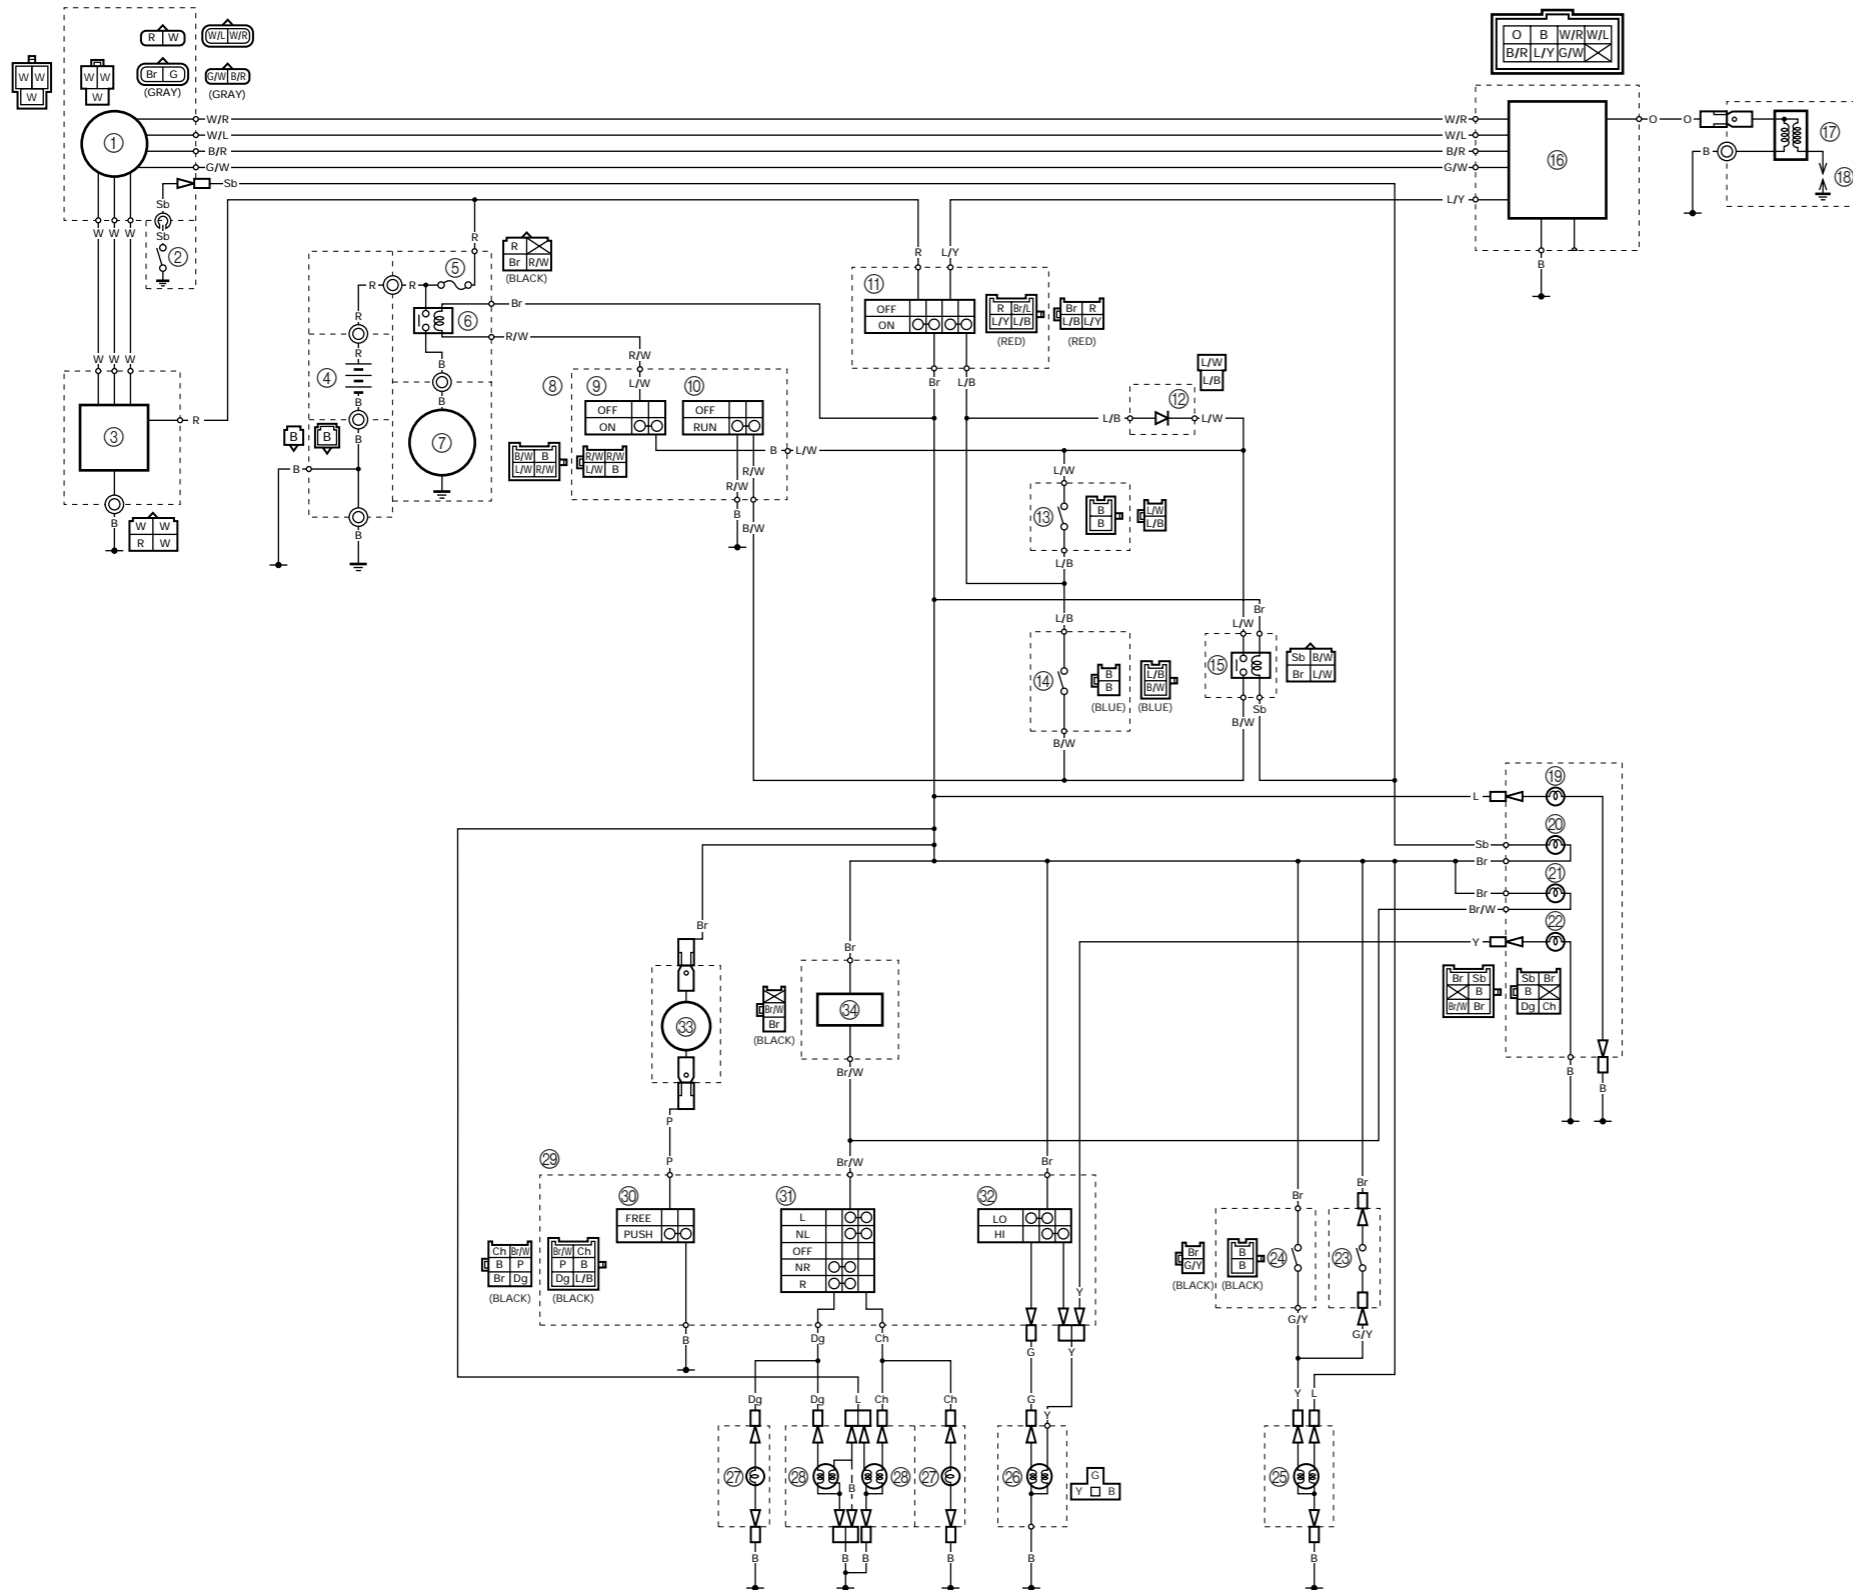 R W
W/L W/R
W W
W
W W
W
Br G
(GRAY)
G/W B/R
(GRAY)
①
W/R
W/L
B/R
G/W
Sb
Sb
Sb
②
W W W
W W W
③
R
B
W W
R W
R
R
R
R
R
④
B
B
B
B
B B
⑤
R
R
Br
R/W
(BLACK)
⑥
Br
R/W
B
B
⑦
R/W
L/W
⑧
⑨
OFF
ON
⑩
OFF
RUN
B/W B
L/W R/W
R/W R/W
L/W B
B
L/W
R/W
R/W
B
B/W
R
L/Y
⑪
OFF
ON
R Br/L
L/Y L/B
(RED)
Br R
L/B L/Y
(RED)
Br
L/B
L/B
⑫
L/W
L/W
L/B
L/W
⑬
B
B
L/W
L/B
L/B
L/B
⑭
B
B
(BLUE)
L/B
B/W
(BLUE)
B/W
Br
L/W
⑮
Sb B/W
Br L/W
Sb
B/W
O B W/R W/L
B/R L/Y G/W
W/R
W/L
B/R
G/W
L/Y
⑯
B
O
O
B
⑰
⑱
L
⑲
Sb
⑳
Br
Br
㉑
Br/W
Y
㉒
Br Sb
B
Br/W Br
Sb Br
B
Dg Ch
B
B
Br
㉝
P
P
Br
㉞
Br/W
Br
(BLACK)
Br/W
Br/W
Br
㉙
㉚
FREE
PUSH
㉛
L
NL
OFF
NR
R
㉜
LO
HI
Ch Br/W
B P
Br Dg
(BLACK)
Br/W Ch
P B
Dg L/B
(BLACK)
B
Dg
Ch
G
Y
Y
Br
Br
Br
G/Y
(BLACK)
B
B
(BLACK)
㉔
㉓
G/Y
G/Y
Dg
Dg
L
Ch
Ch
G
Y
Y
L
㉗
㉘
B
㉘
㉗
㉖
G
Y B
㉕
B
B
B
B
B
B